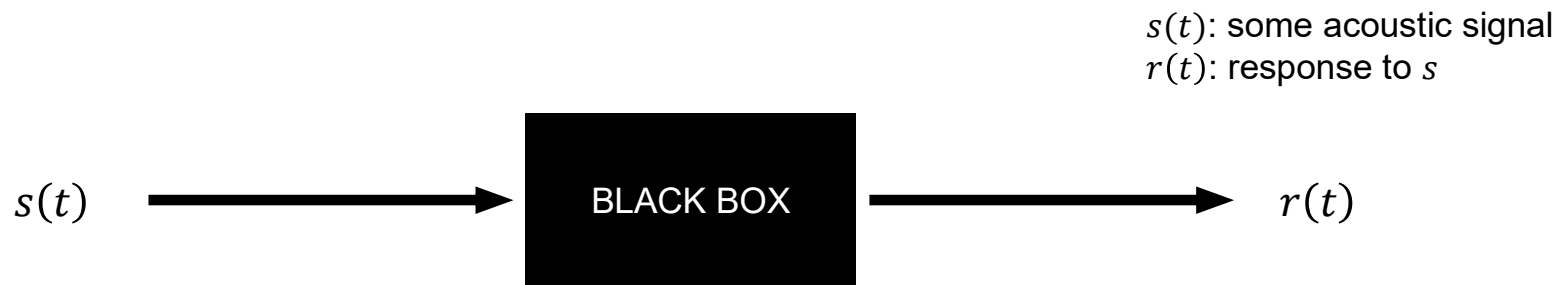 s(t): some acoustic signal
r(t): response to s
s(t)
BLACK BOX
r(t)